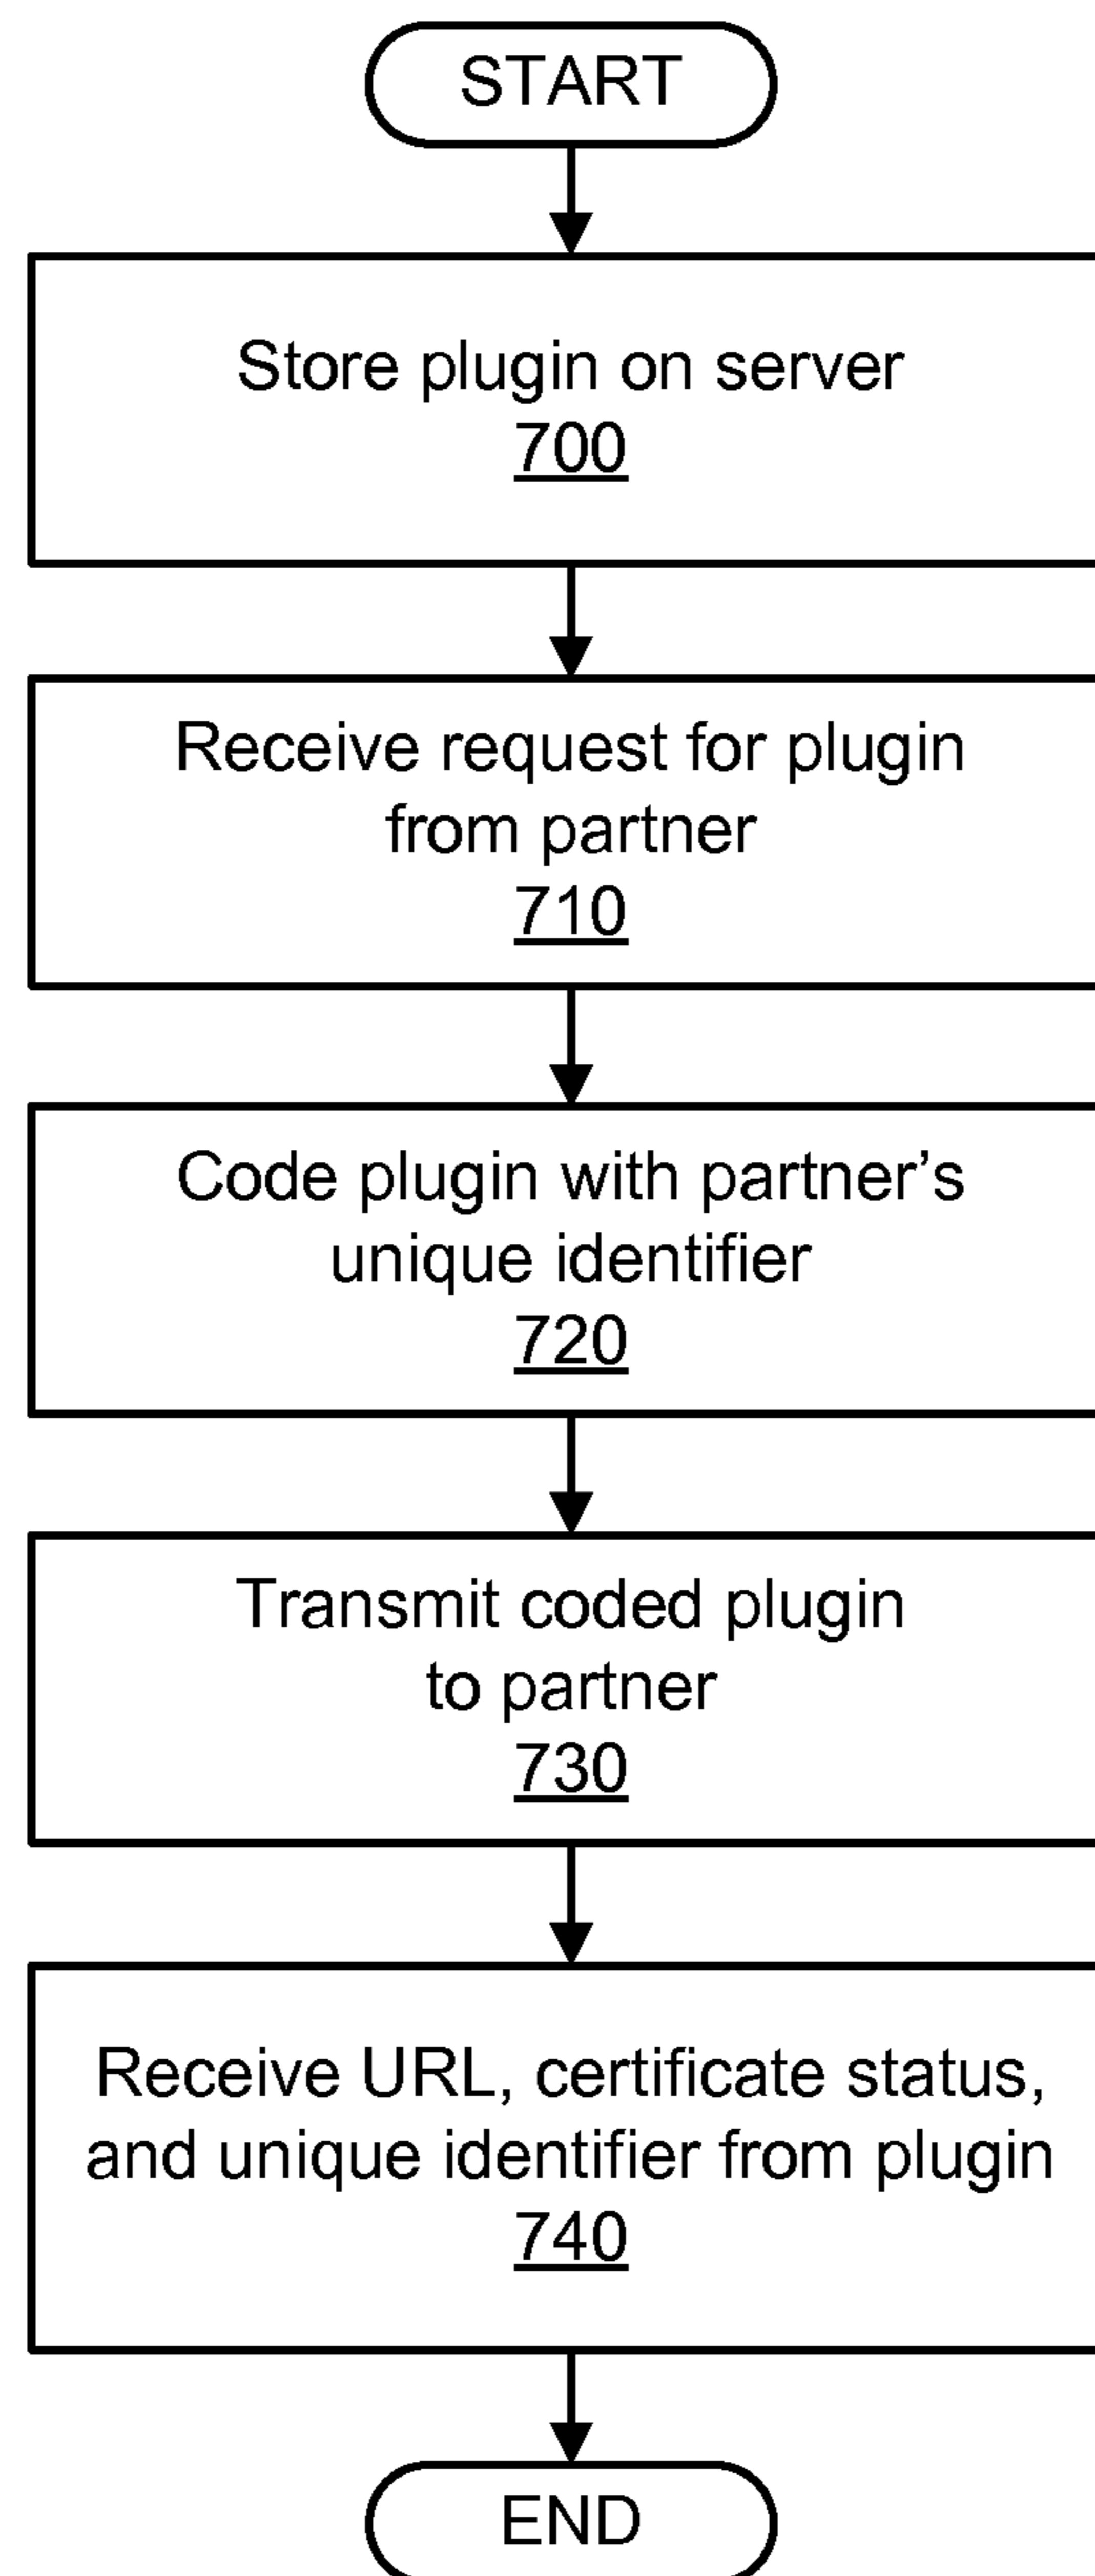 START
Store plugin on server
700
Receive request for plugin
from partner
710
Code plugin with partner’s
unique identifier
720
Transmit coded plugin
to partner
730
Receive URL, certificate status,
and unique identifier from plugin
740
END